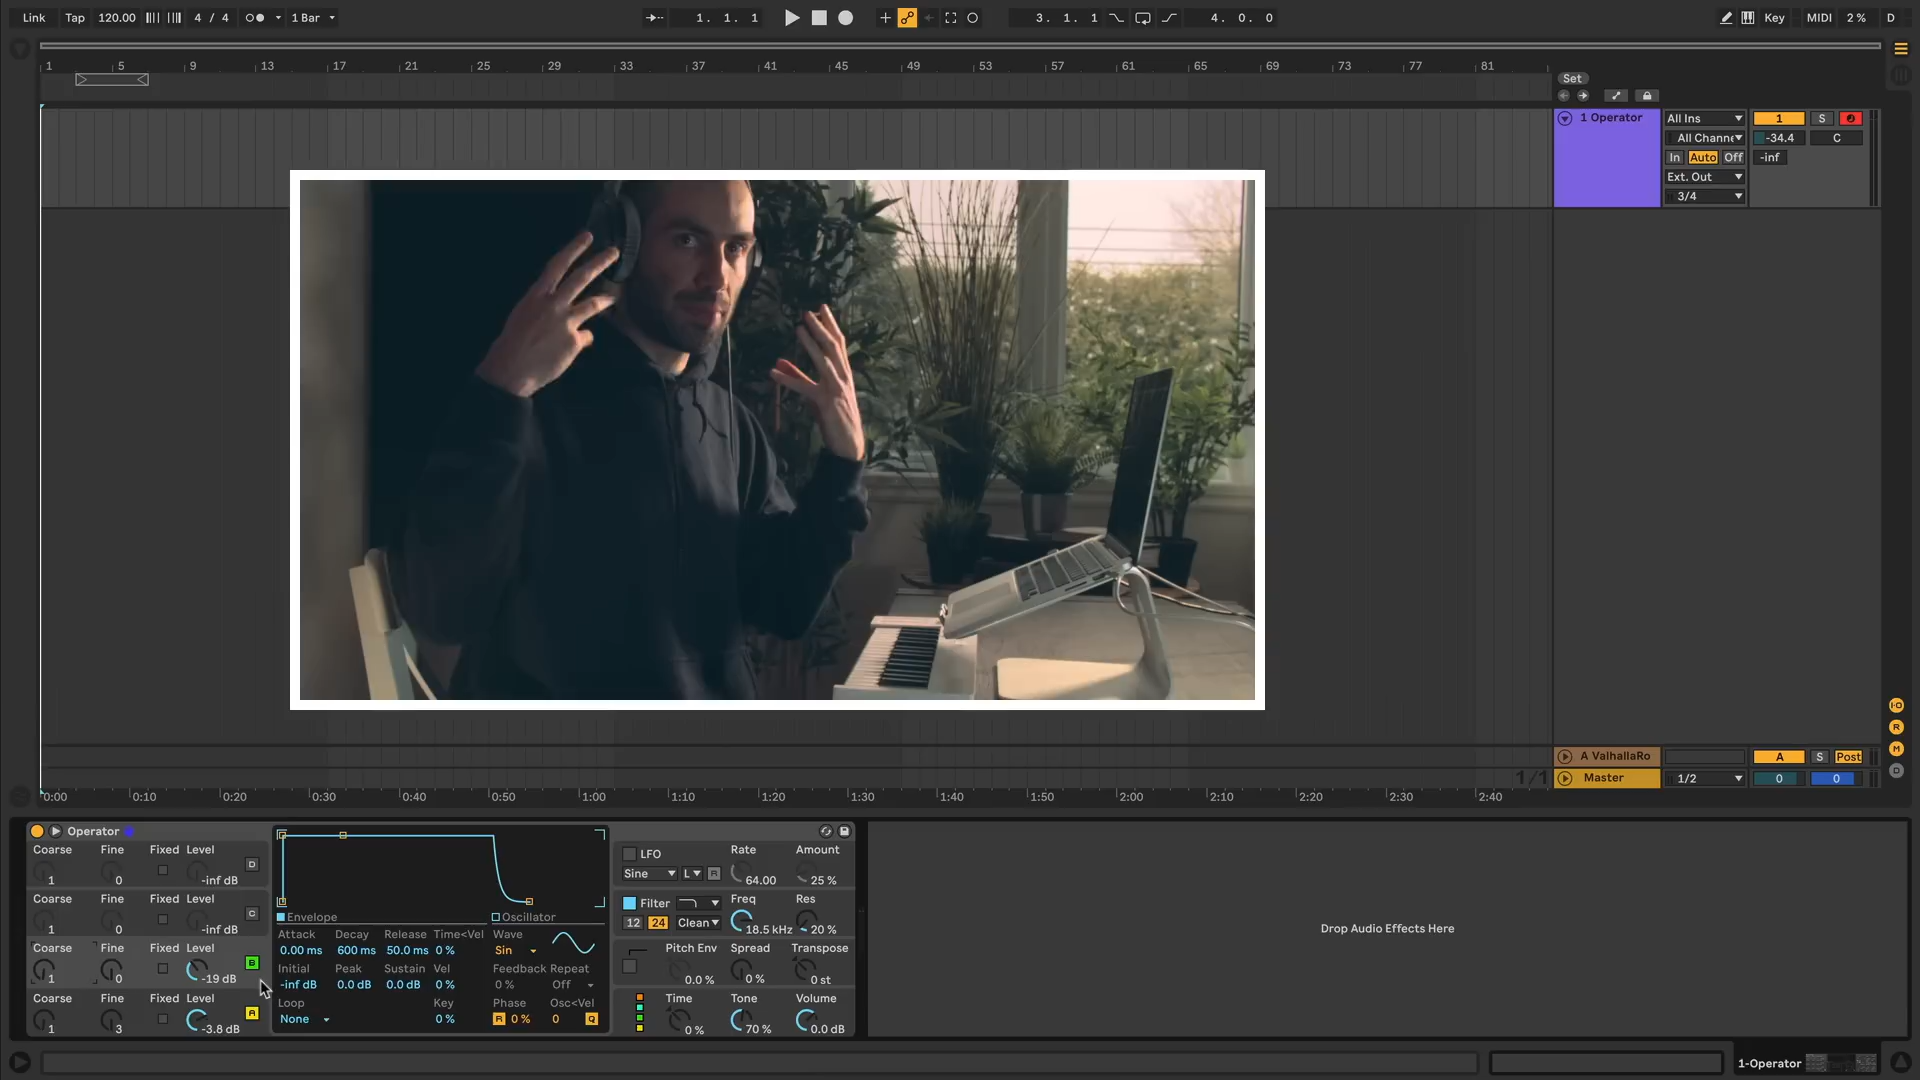 Link Tap 120.00 4 / 4 1 Bar 1. 1. 1 3. 1. 1 4. 0. 0 Key MIDI 2 % D
1 5 9 13 17 21 25 29 33 37 41 45 49 53 57 61 65 69 73 77 81
Set
1 Operator All Ins 1 S
All Channe -34.4 C
In Auto Off -inf
Ext. Out
3/4
A ValhallaRo A S Post
1/1 Master 1/2 0 0
0:00 0:10 0:20 0:30 0:40 0:50 1:00 1:10 1:20 1:30 1:40 1:50 2:00 2:10 2:20 2:30 2:40
I·O
R
M
D
Operator
Coarse Fine Fixed Level
1 0 -inf dB D
Coarse Fine Fixed Level
1 0 -inf dB C
Coarse Fine Fixed Level
1 0 -19 dB B
Coarse Fine Fixed Level
1 3 -3.8 dB A
Envelope Oscillator
Attack Decay Release Time<Vel Wave
0.00 ms 600 ms 50.0 ms 0 % Sin
Initial Peak Sustain Vel Feedback Repeat
-inf dB 0.0 dB 0.0 dB 0 % 0 % Off
Loop Key Phase Osc<Vel
None 0 % R 0 % 0 Q
LFO Rate Amount
Sine L R 64.00 25 %
Filter Freq Res
12 24 Clean 18.5 kHz 20 %
Pitch Env Spread Transpose
0.0 % 0 % 0 st
Time Tone Volume
0 % 70 % 0.0 dB
Drop Audio Effects Here
1-Operator